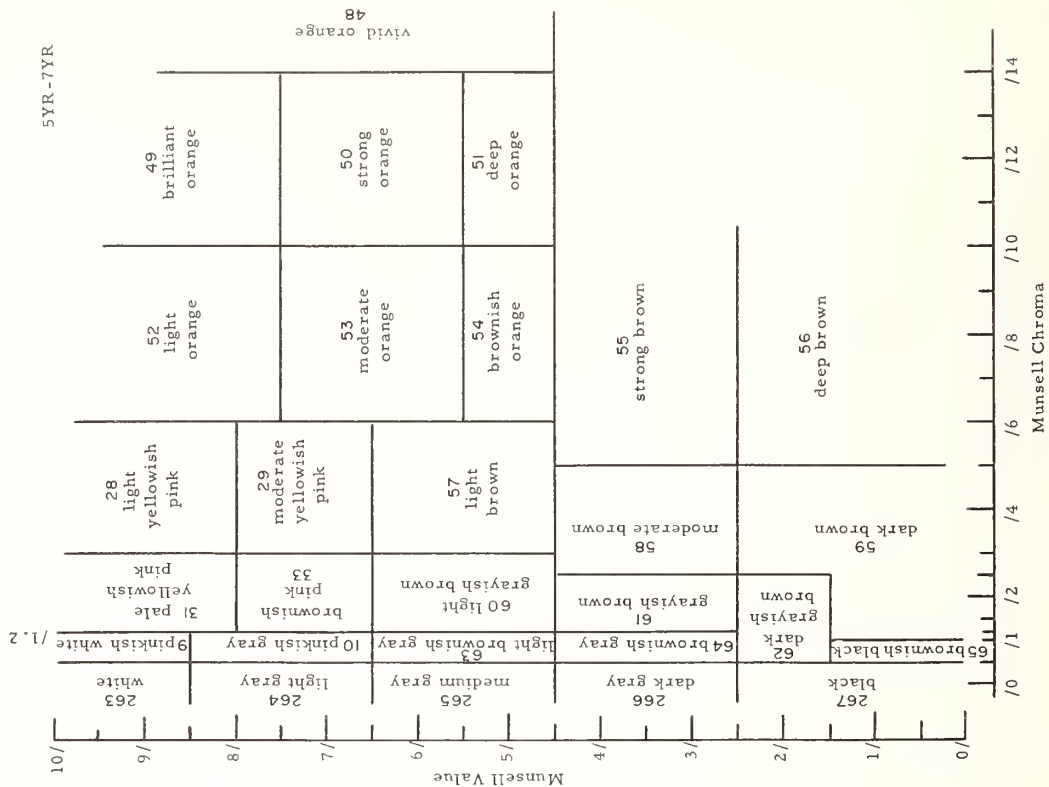 5YR-7YR
48
vivid orange
49
brilliant
orange
50
strong
orange
51
deep
orange
52
light
orange
53
moderate
orange
54
brownish
orange
55
strong brown
56
deep brown
28
light
yellowish
pink
29
moderate
yellowish
pink
57
light
brown
58
moderate brown
59
dark brown
31 pale
yellowish
pink
33
brownish
pink
60 light
grayish brown
61
grayish brown
62
dark
grayish
brown
/1.2
9 pinkish white
10 pinkish gray
63
light brownish gray
64 brownish gray
65 brownish black
263
white
264
light gray
265
medium gray
266
dark gray
267
black
10/
9/
8/
7/
6/
5/
4/
3/
2/
1/
0/
Munsell Value
/0
/1
/2
/4
/6
/8
/10
/12
/14
Munsell Chroma